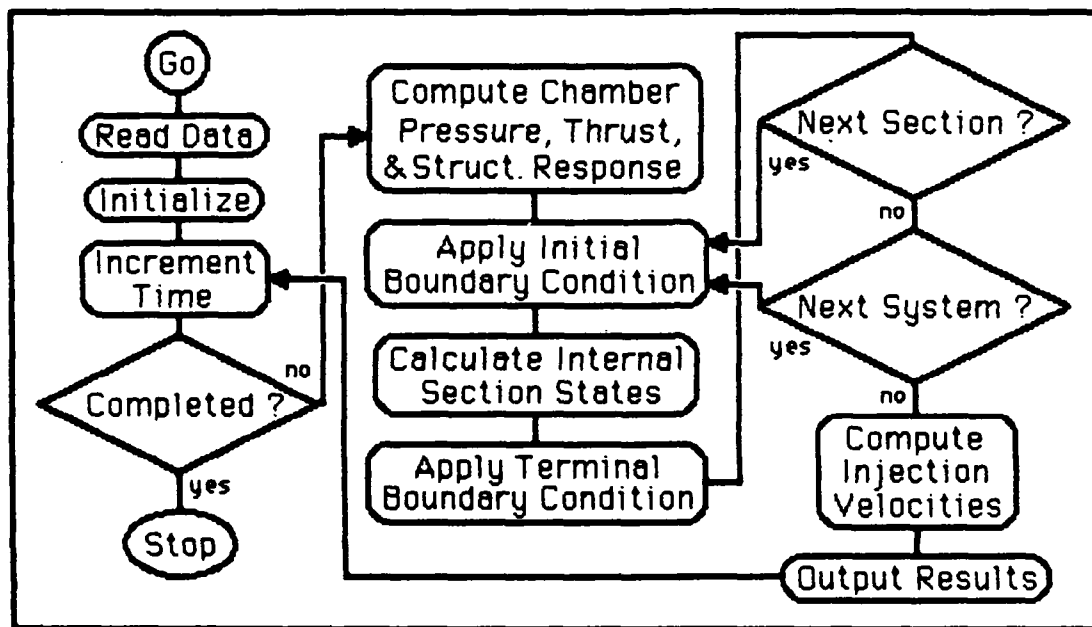 Go
Read Data
Initialize
Increment
Time
no
Completed ?
yes
Stop
Compute Chamber
Pressure, Thrust,
& Struct. Response
Apply Initial
Boundary Condition
Calculate Internal
Section States
Apply Terminal
Boundary Condition
Next Section ?
yes
no
Next System ?
yes
no
Compute
Injection
Velocities
Output Results